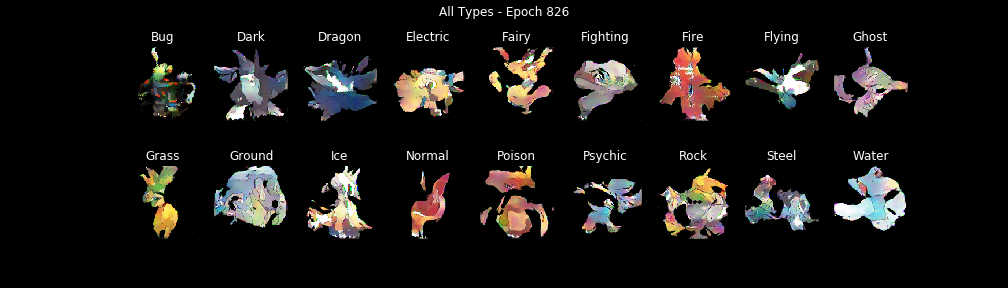 All Types - Epoch 826
Bug Dark Dragon Electric Fairy Fighting Fire Flying Ghost
Grass Ground Ice Normal Poison Psychic Rock Steel Water